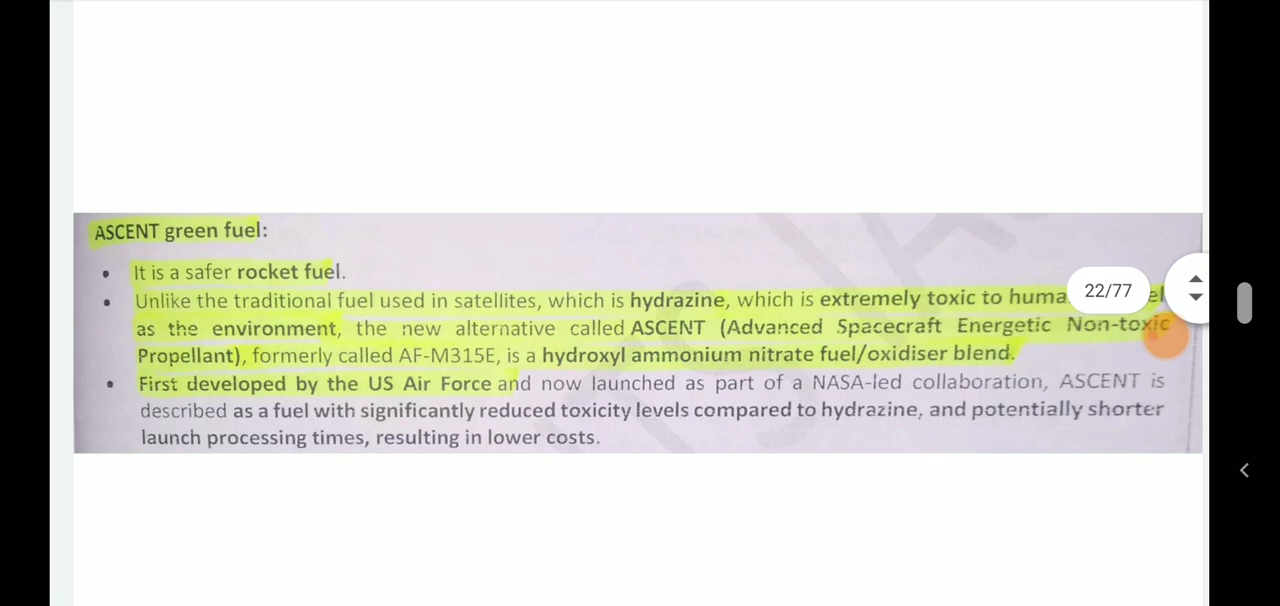 ASCENT green fuel:
• It is a safer rocket fuel.
• Unlike the traditional fuel used in satellites, which is hydrazine, which is extremely toxic to
22/77
as the environment, the new alternative called ASCENT (Advanced Spacecraft Energetic Non-toxic
Propellant), formerly called AF-M315E, is a hydroxyl ammonium nitrate fuel/oxidiser blend.
• First developed by the US Air Force and now launched as part of a NASA-led collaboration, ASCENT is
described as a fuel with significantly reduced toxicity levels compared to hydrazine, and potentially shorter
launch processing times, resulting in lower costs.